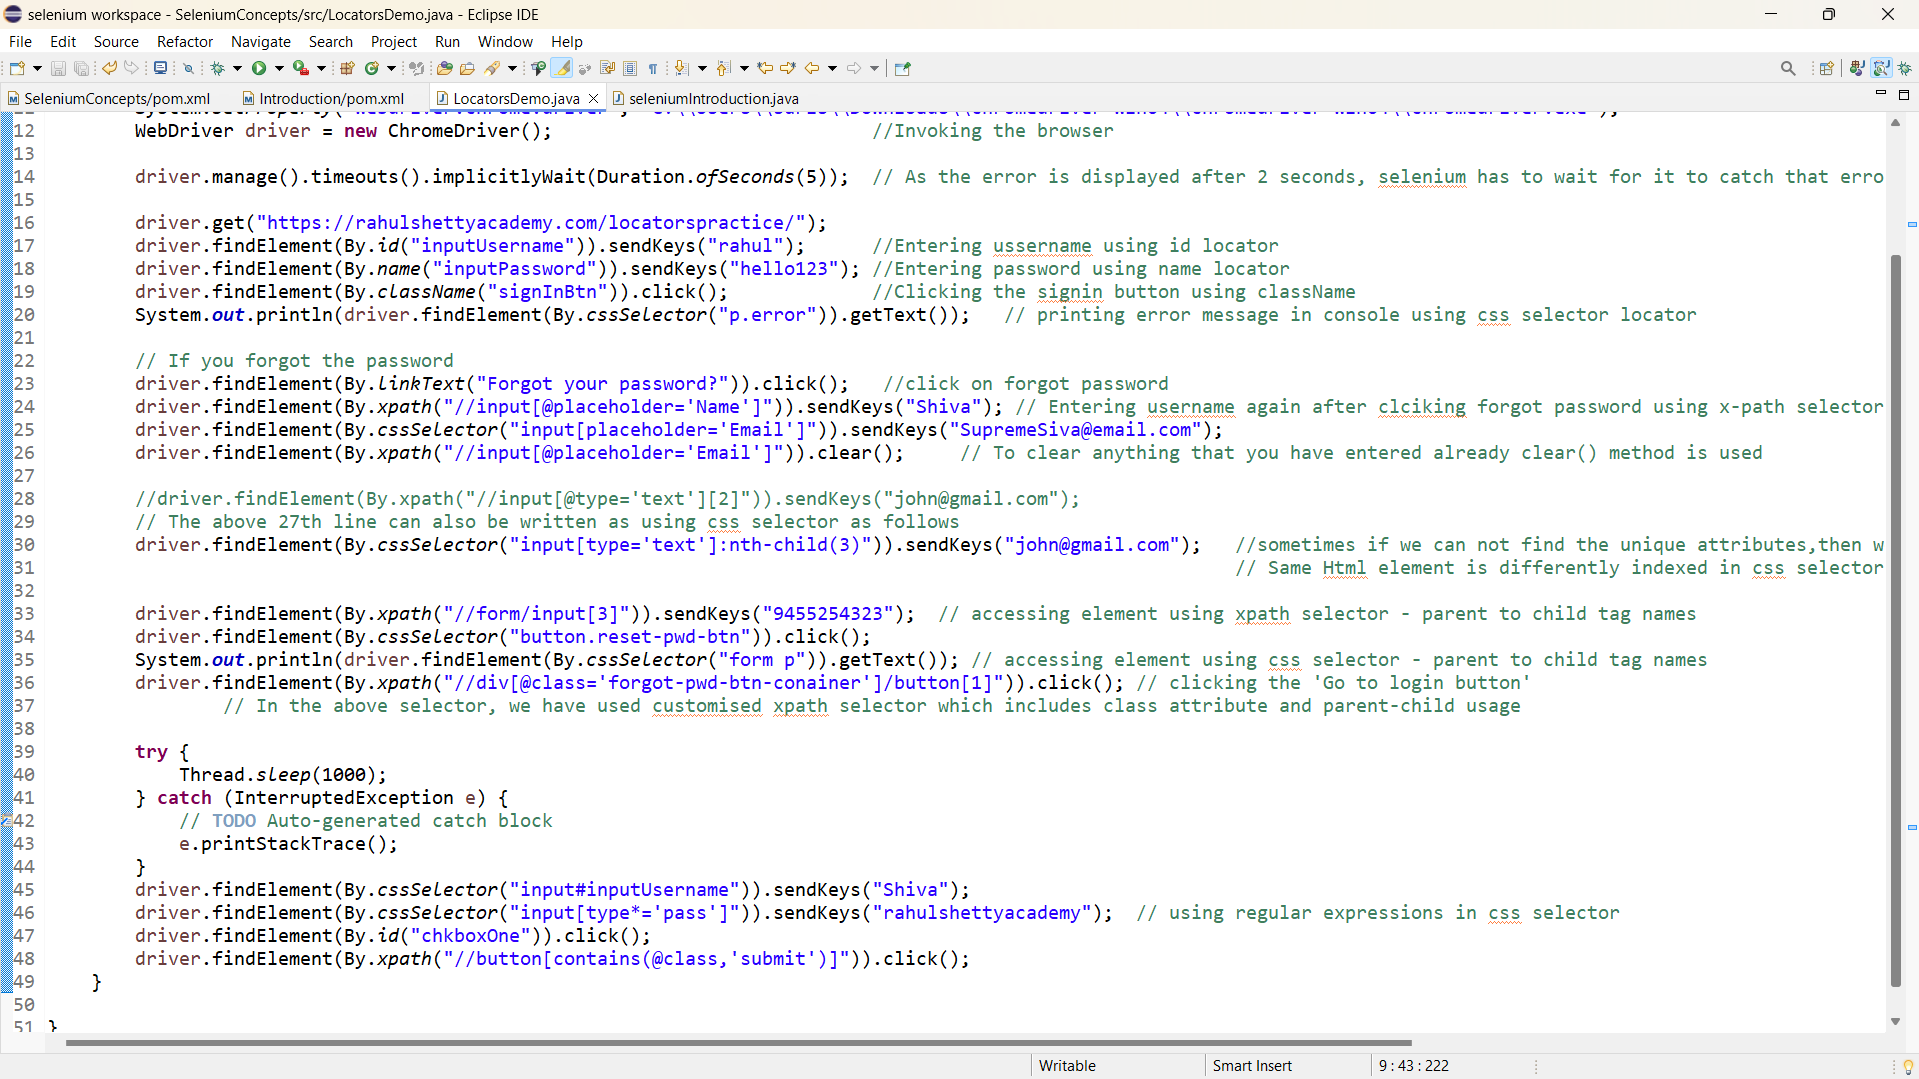 selenium workspace - SeleniumConcepts/src/LocatorsDemo.java - Eclipse IDE
File Edit Source Refactor Navigate Search Project Run Window Help
SeleniumConcepts/pom.xml Introduction/pom.xml LocatorsDemo.java seleniumIntroduction.java
12 WebDriver driver = new ChromeDriver(); //Invoking the browser
13
14 driver.manage().timeouts().implicitlyWait(Duration.ofSeconds(5)); // As the error is displayed after 2 seconds, selenium has to wait for it to catch that erro
15
16 driver.get("https://rahulshettyacademy.com/locatorspractice/");
17 driver.findElement(By.id("inputUsername")).sendKeys("rahul"); //Entering ussername using id locator
18 driver.findElement(By.name("inputPassword")).sendKeys("hello123"); //Entering password using name locator
19 driver.findElement(By.className("signInBtn")).click(); //Clicking the signin button using className
20 System.out.println(driver.findElement(By.cssSelector("p.error")).getText()); // printing error message in console using css selector locator
21
22 // If you forgot the password
23 driver.findElement(By.linkText("Forgot your password?")).click(); //click on forgot password
24 driver.findElement(By.xpath("//input[@placeholder='Name']")).sendKeys("Shiva"); // Entering username again after clciking forgot password using x-path selector
25 driver.findElement(By.cssSelector("input[placeholder='Email']")).sendKeys("SupremeSiva@email.com");
26 driver.findElement(By.xpath("//input[@placeholder='Email']")).clear(); // To clear anything that you have entered already clear() method is used
27
28 //driver.findElement(By.xpath("//input[@type='text'][2]")).sendKeys("john@gmail.com");
29 // The above 27th line can also be written as using css selector as follows
30 driver.findElement(By.cssSelector("input[type='text']:nth-child(3)")).sendKeys("john@gmail.com"); //sometimes if we can not find the unique attributes,then w
31 // Same Html element is differently indexed in css selector
32
33 driver.findElement(By.xpath("//form/input[3]")).sendKeys("9455254323"); // accessing element using xpath selector - parent to child tag names
34 driver.findElement(By.cssSelector("button.reset-pwd-btn")).click();
35 System.out.println(driver.findElement(By.cssSelector("form p")).getText()); // accessing element using css selector - parent to child tag names
36 driver.findElement(By.xpath("//div[@class='forgot-pwd-btn-conainer']/button[1]")).click(); // clicking the 'Go to login button'
37 // In the above selector, we have used customised xpath selector which includes class attribute and parent-child usage
38
39 try {
40 Thread.sleep(1000);
41 } catch (InterruptedException e) {
42 // TODO Auto-generated catch block
43 e.printStackTrace();
44 }
45 driver.findElement(By.cssSelector("input#inputUsername")).sendKeys("Shiva");
46 driver.findElement(By.cssSelector("input[type*='pass']")).sendKeys("rahulshettyacademy"); // using regular expressions in css selector
47 driver.findElement(By.id("chkboxOne")).click();
48 driver.findElement(By.xpath("//button[contains(@class,'submit')]")).click();
49 }
50
51 }
Writable Smart Insert 9 : 43 : 222